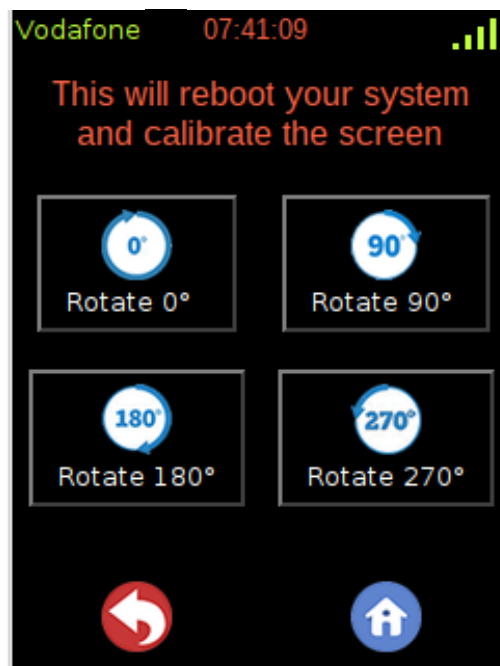 Vodafone 07:41:09
This will reboot your system
and calibrate the screen
0° 90°
Rotate 0° Rotate 90°
180° 270°
Rotate 180° Rotate 270°